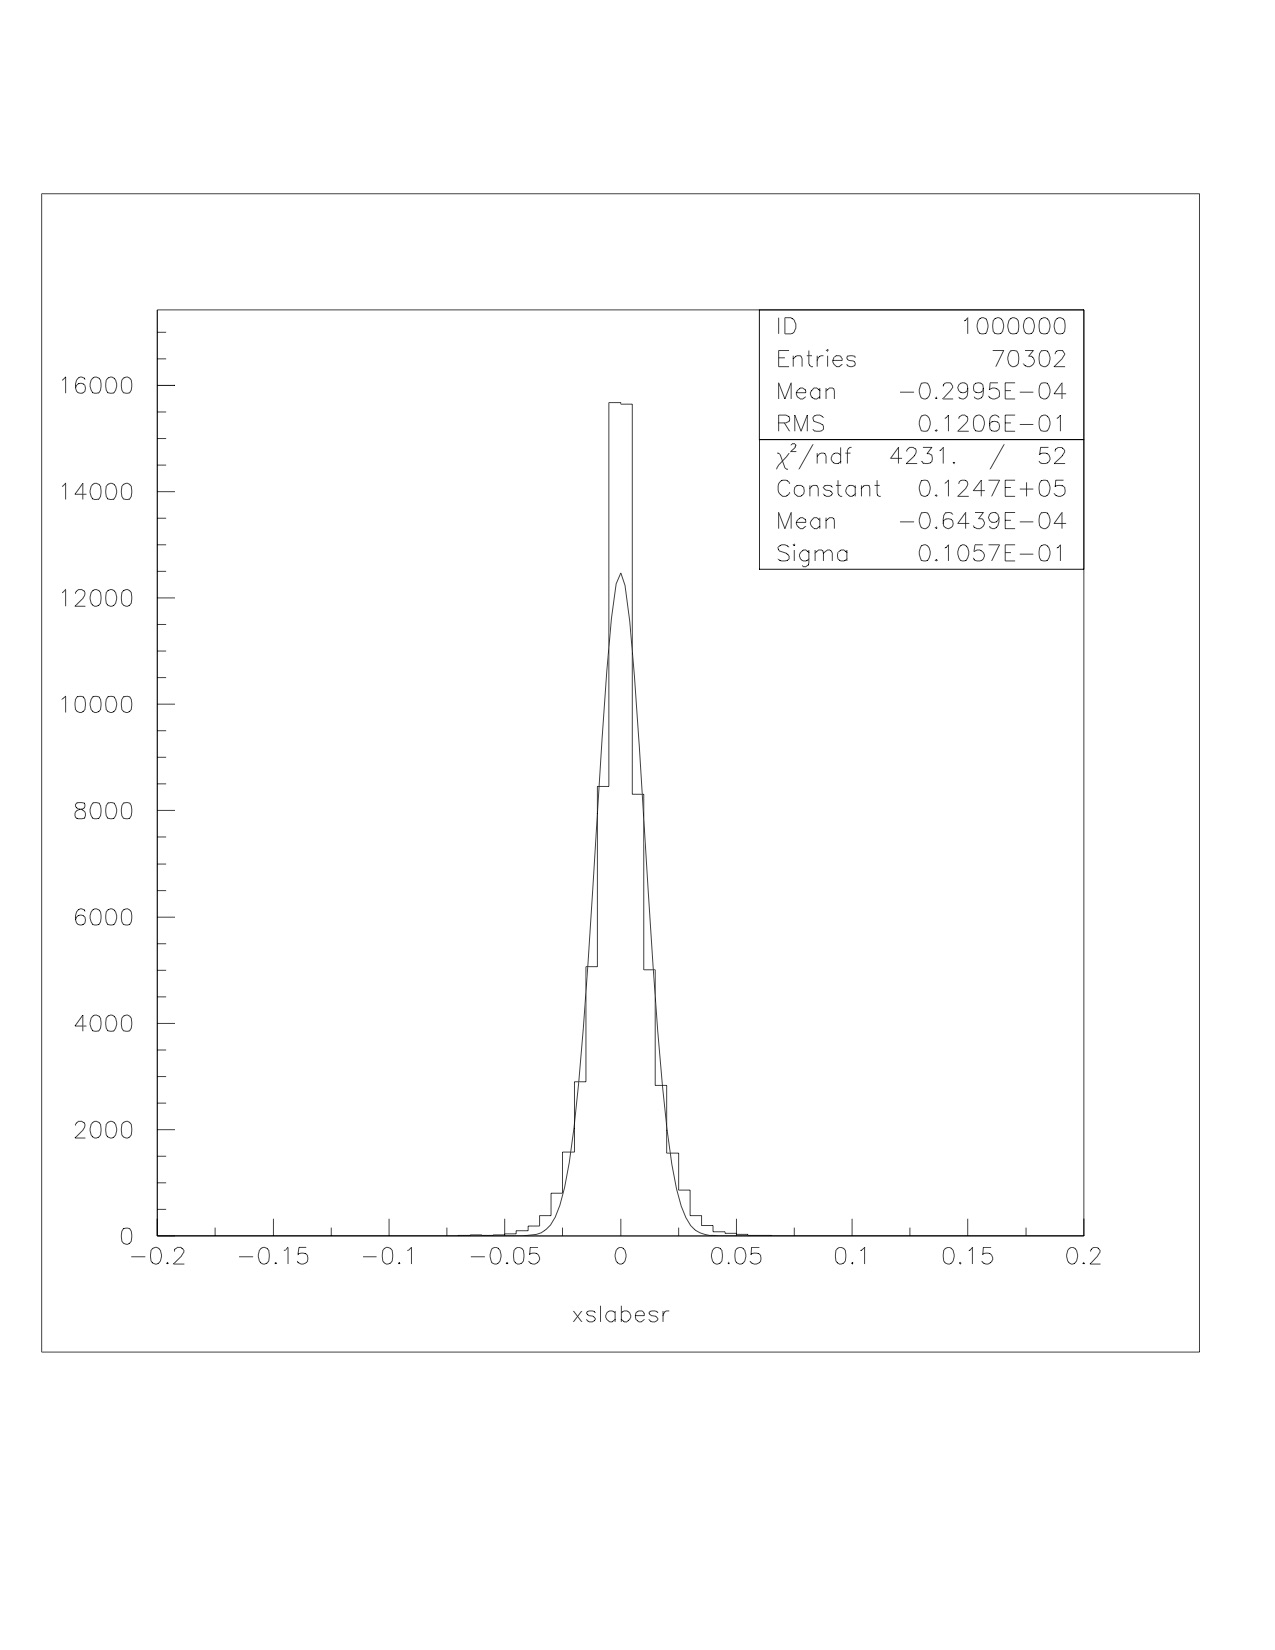 ID 1000000
Entries 70302
Mean −0.2995E−04
RMS 0.1206E−01
χ²/ndf 4231. / 52
Constant 0.1247E+05
Mean −0.6439E−04
Sigma 0.1057E−01
16000
14000
12000
10000
8000
6000
4000
2000
0
−0.2 −0.15 −0.1 −0.05 0 0.05 0.1 0.15 0.2
xslabesr